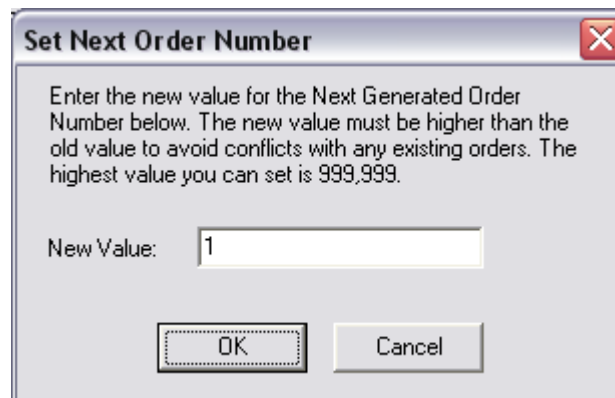 Set Next Order Number
Enter the new value for the Next Generated Order
Number below. The new value must be higher than the
old value to avoid conflicts with any existing orders. The
highest value you can set is 999,999.
New Value: 1
OK Cancel